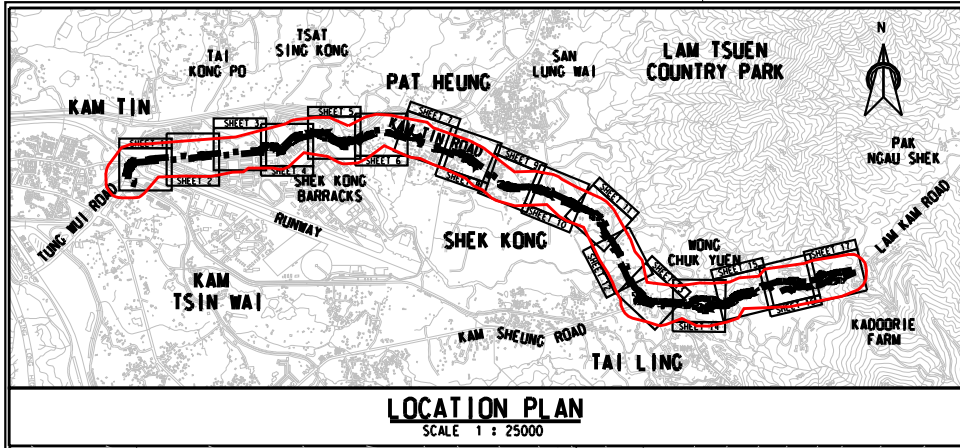 TSAT
SING KONG
TAI
KONG PO
SAN
LUNG WAI
LAM TSUEN
COUNTRY PARK
N
PAT HEUNG
KAM TIN
PAK
NGAU SHEK
SHEET 3
SHEET 5
SHEET 7
KAM TIN ROAD
SHEET 2
SHEET 4
SHEET 6
SHEET 9
SHEET 10
SHEET 11
SHEK KONG
BARRACKS
TUNG WUI ROAD
RUNWAY
SHEK KONG
LAM KAM ROAD
WONG
CHUK YUEN
SHEET 12
SHEET 15
SHEET 17
SHEET 14
KAM
TSIN WAI
KAM SHEUNG ROAD
TAI LING
KADOORIE
FARM
LOCATION PLAN
SCALE 1 : 25000